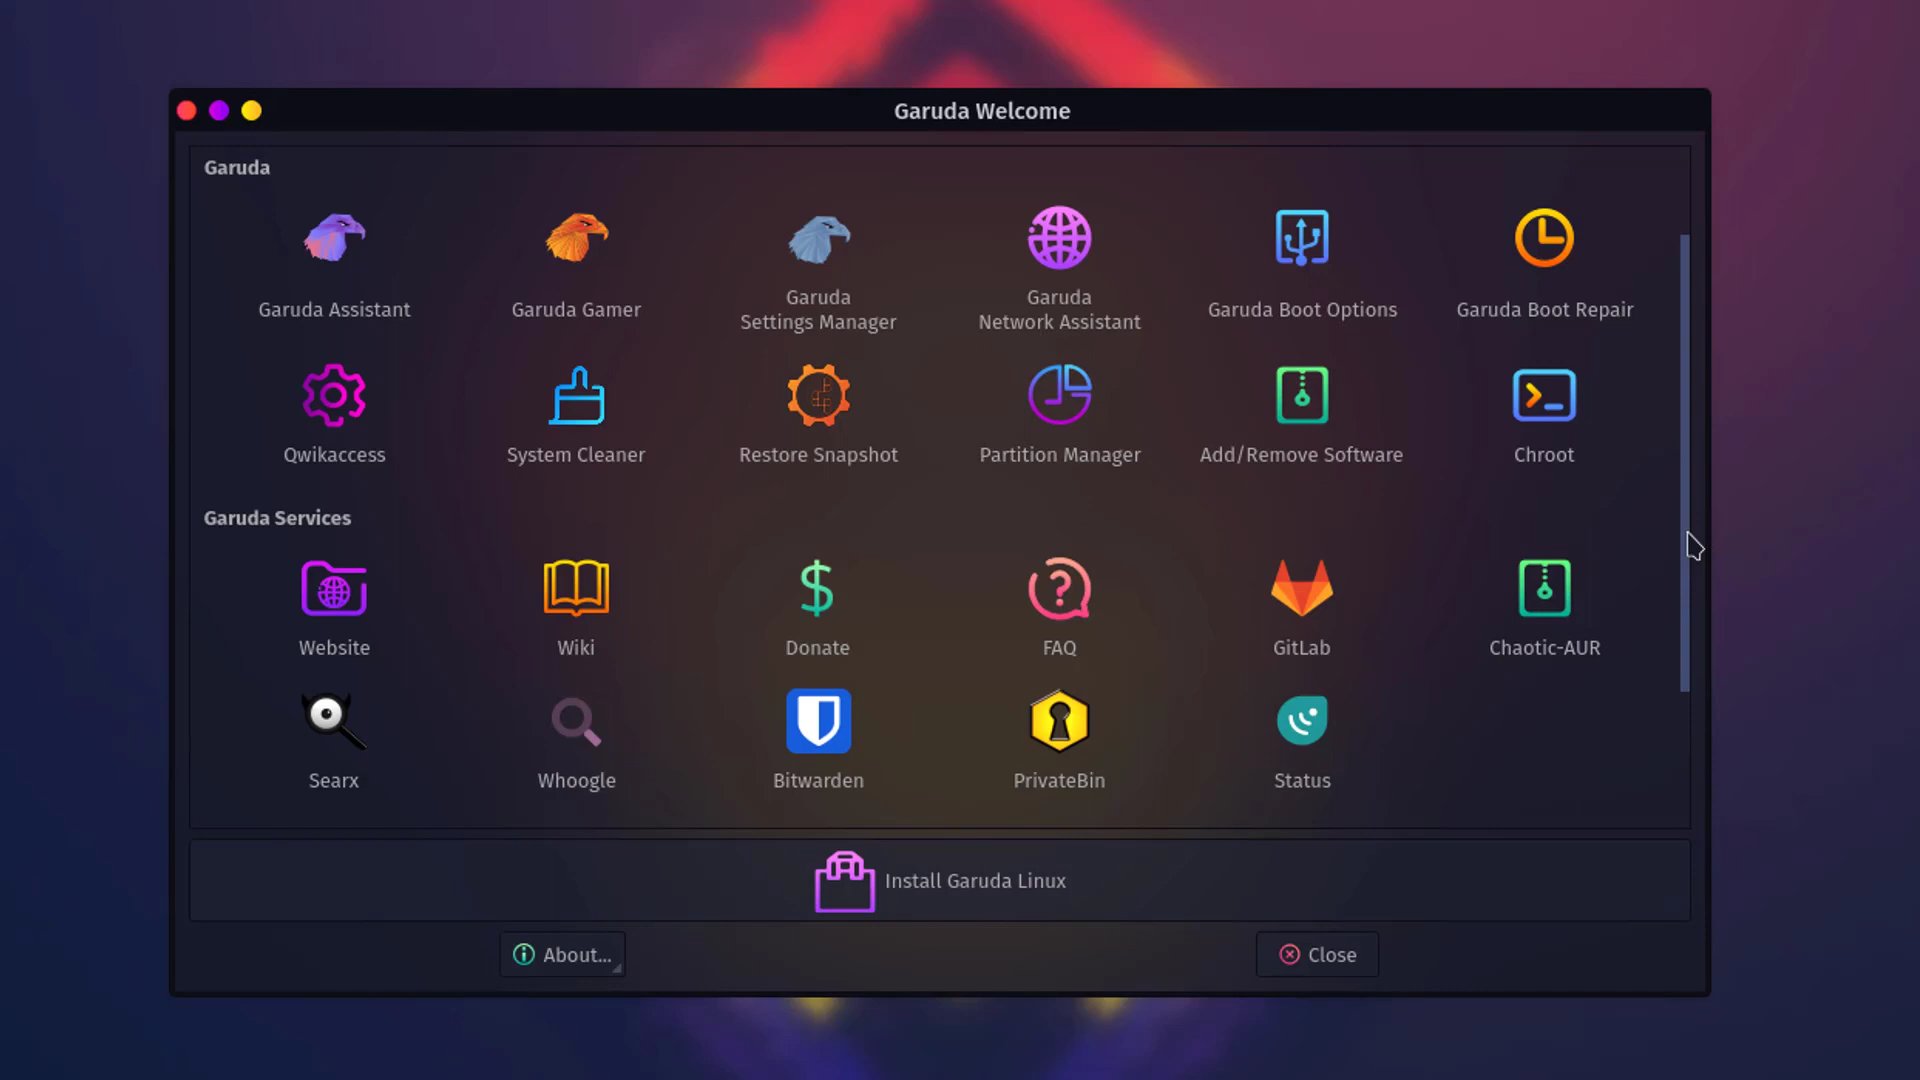 Garuda Welcome
Garuda
Garuda Assistant
Garuda Gamer
Garuda
Settings Manager
Garuda
Network Assistant
Garuda Boot Options
Garuda Boot Repair
Qwikaccess
System Cleaner
Restore Snapshot
Partition Manager
Add/Remove Software
Chroot
Garuda Services
Website
Wiki
Donate
FAQ
GitLab
Chaotic-AUR
Searx
Whoogle
Bitwarden
PrivateBin
Status
Install Garuda Linux
About...
Close